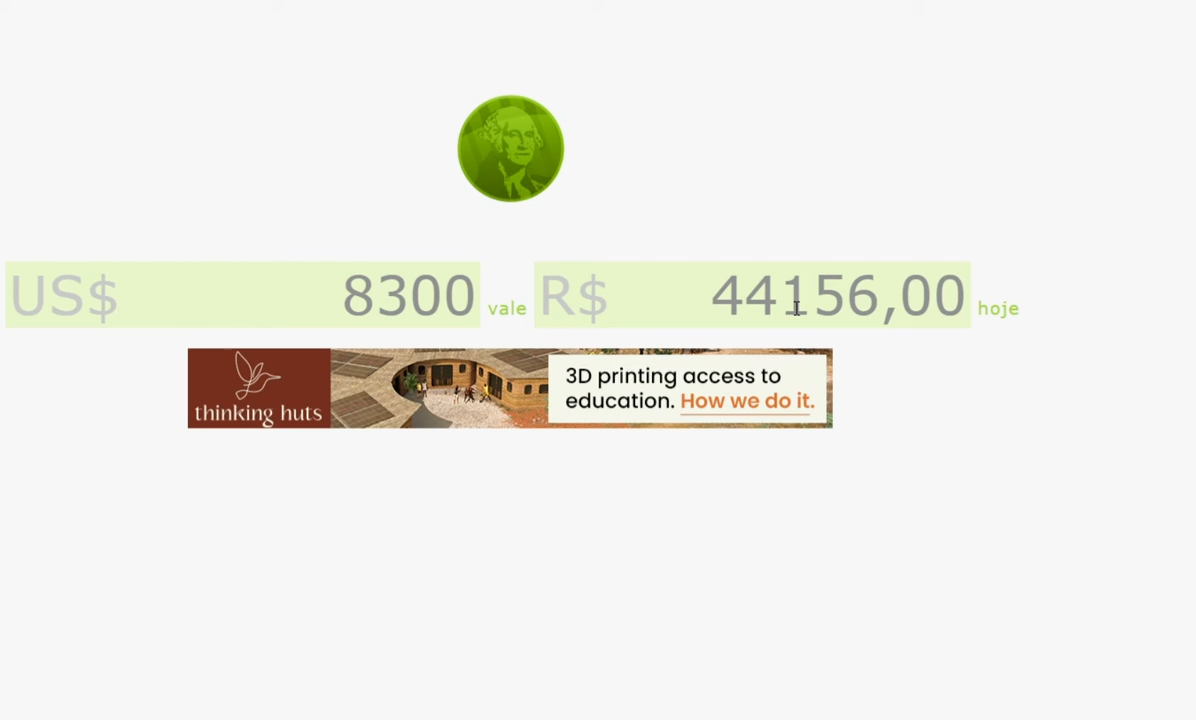 US$ 8300 vale R$ 44156,00 hoje
thinking huts
3D printing access to
education. How we do it.